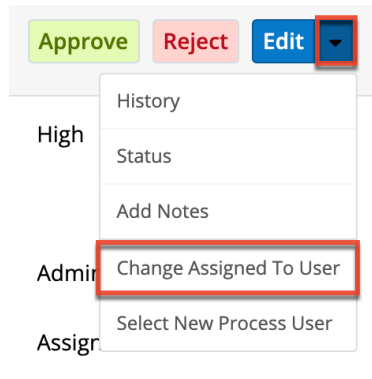 Approve Reject Edit
History
High
Status
Add Notes
Change Assigned To User
Select New Process User